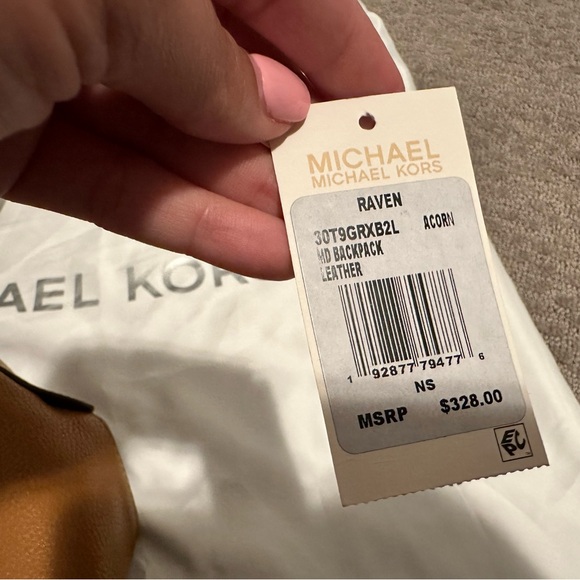 MICHAEL
MICHAEL KORS
RAVEN
30T9GRXB2L ACORN
MD BACKPACK
LEATHER
1 92877 79477 6
NS
MSRP $328.00
EPC
AEL KOR